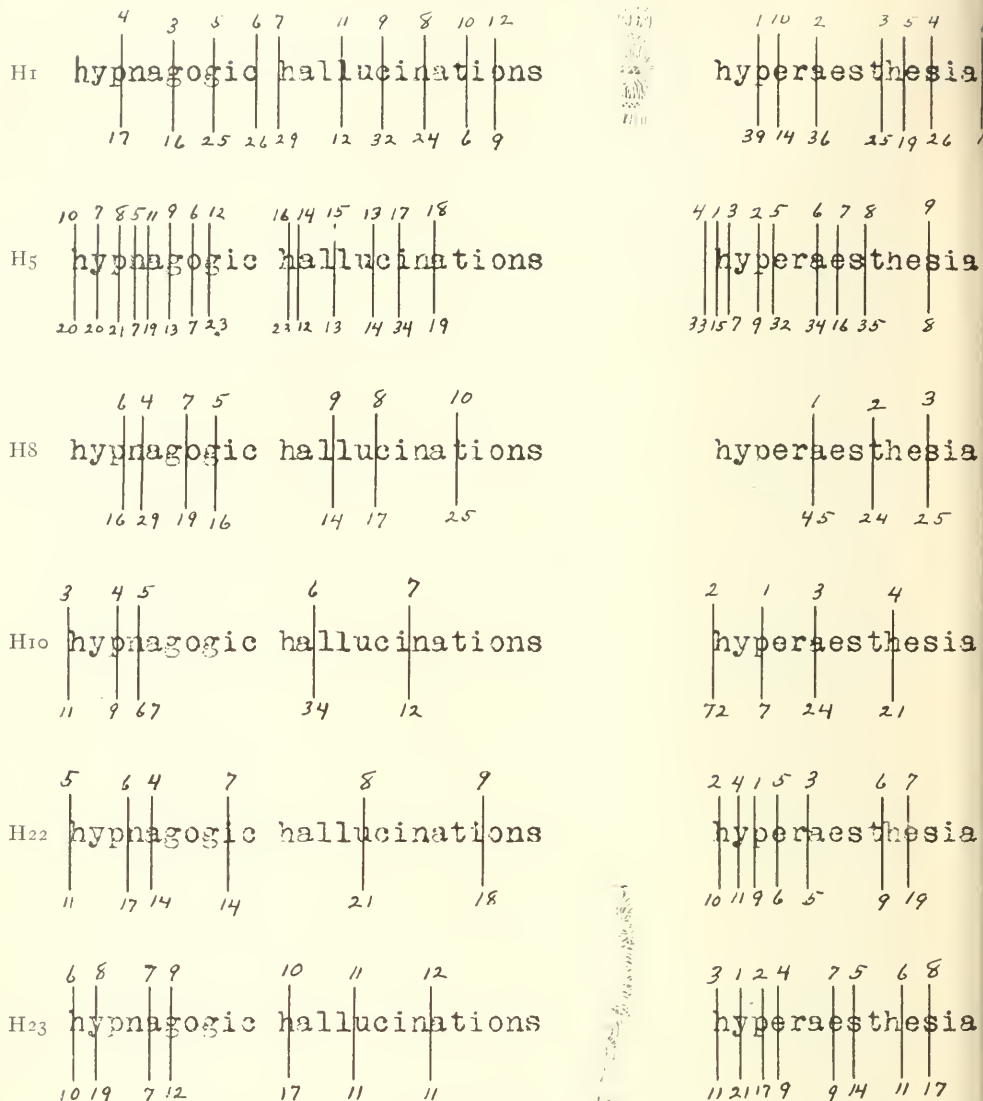 4 3 5 6 7 11 9 8 10 12 1 10 2 3 5 4
H1 hypnagogic hallucinations hyperaesthesia
17 16 25 26 29 12 32 24 6 9 39 14 36 25 19 26
10 7 8 5 11 9 6 12 16 14 15 13 17 18 4 1 3 2 5 6 7 8 9
H5 hypnagogic hallucinations hyperaesthesia
20 20 21 7 19 13 7 23 22 12 13 14 34 19 33 15 7 9 32 34 16 35 8
6 4 7 5 9 8 10 1 2 3
H8 hypnagogic hallucinations hyperaesthesia
16 29 19 16 14 17 25 45 24 25
3 4 5 6 7 2 1 3 4
H10 hypnagogic hallucinations hyperaesthesia
11 9 67 34 12 72 7 24 21
5 6 4 7 8 9 2 4 1 5 3 6 7
H22 hypnagogic hallucinations hyperaesthesia
11 17 14 14 21 18 10 11 9 6 5 9 19
6 8 7 9 10 11 12 3 1 2 4 7 5 6 8
H23 hypnagogic hallucinations hyperaesthesia
10 19 7 12 17 11 11 11 21 17 9 9 14 11 17